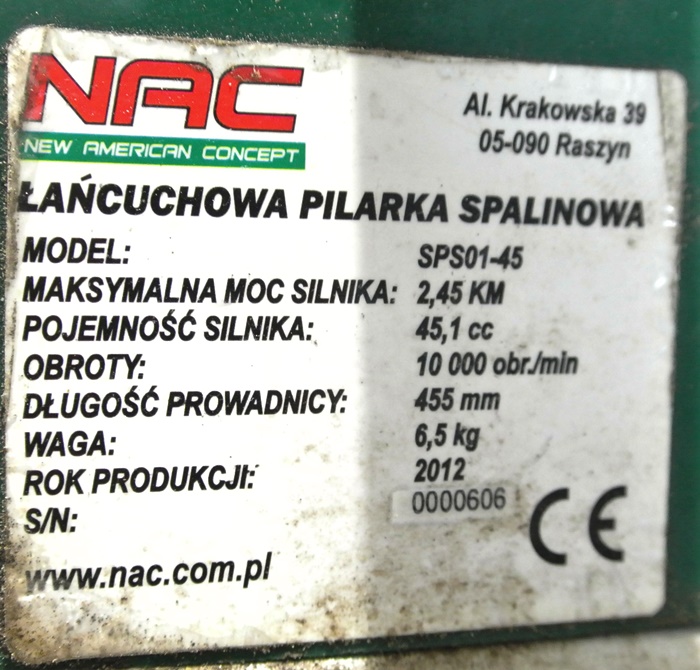 NAC
NEW AMERICAN CONCEPT
Al. Krakowska 39
05-090 Raszyn
ŁAŃCUCHOWA PILARKA SPALINOWA
MODEL: SPS01-45
MAKSYMALNA MOC SILNIKA: 2,45 KM
POJEMNOŚĆ SILNIKA: 45,1 cc
OBROTY: 10 000 obr./min
DŁUGOŚĆ PROWADNICY: 455 mm
WAGA: 6,5 kg
ROK PRODUKCJI: 2012
S/N: 0000606
CE
www.nac.com.pl